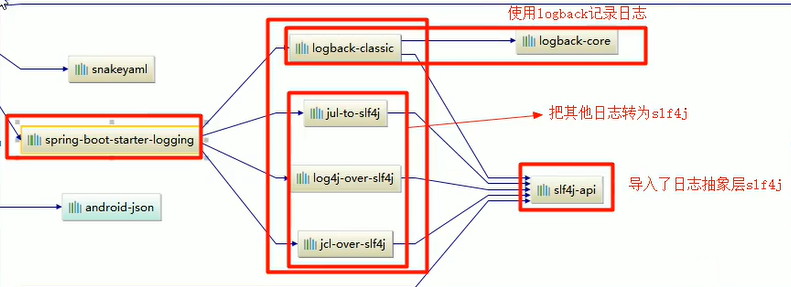 使用logback记录日志
logback-classic
logback-core
snakeyaml
jul-to-slf4j
把其他日志转为slf4j
spring-boot-starter-logging
log4j-over-slf4j
slf4j-api
导入了日志抽象层slf4j
android-json
jcl-over-slf4j